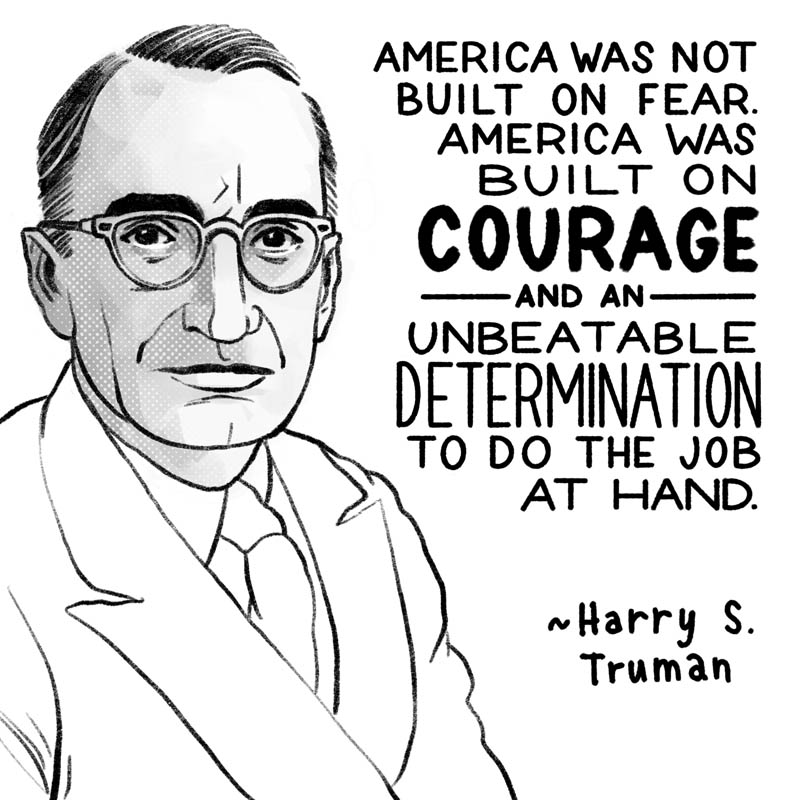 AMERICA WAS NOT
BUILT ON FEAR.
AMERICA WAS
BUILT ON
COURAGE
AND AN
UNBEATABLE
DETERMINATION
TO DO THE JOB
AT HAND.
~Harry S.
Truman